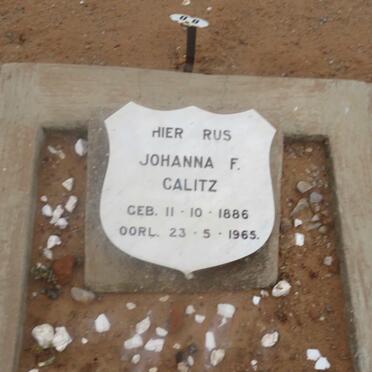 HIER RUS
JOHANNA F.
CALITZ
GEB. 11-10-1886
OORL. 23-5-1965.